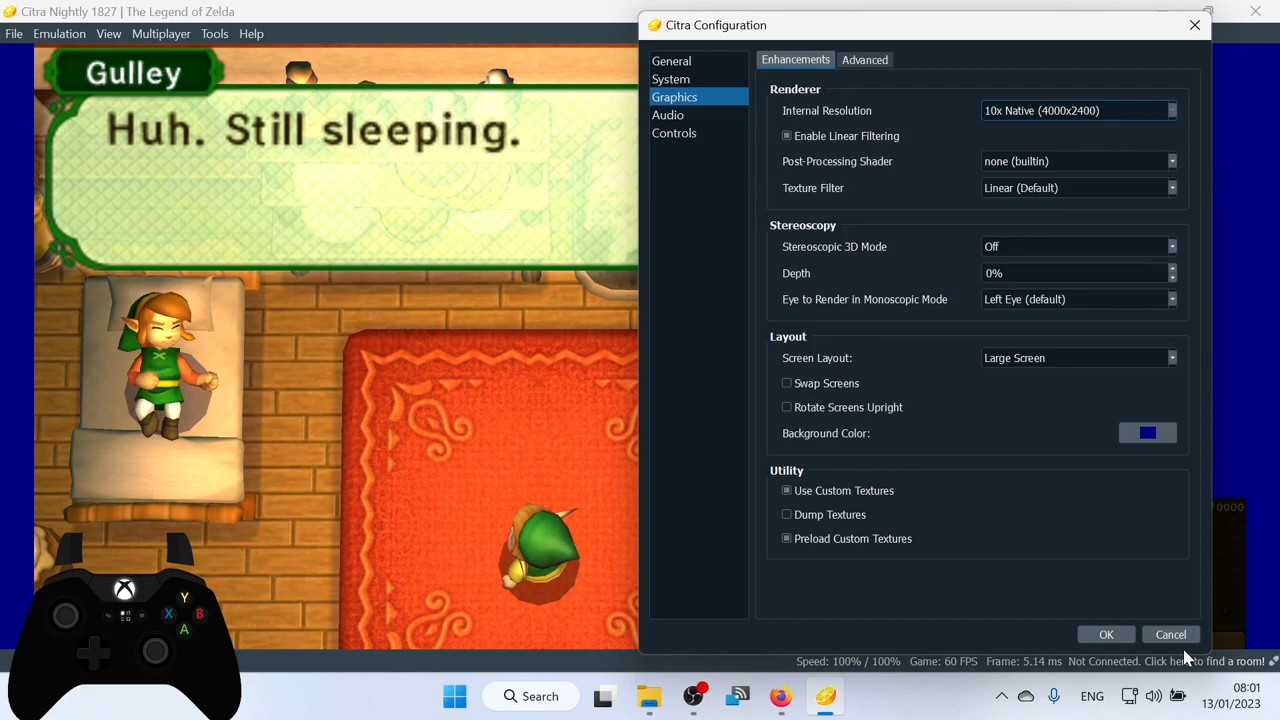 Citra Nightly 1827 | The Legend of Zelda
File Emulation View Multiplayer Tools Help
Gulley
Huh. Still sleeping.
Citra Configuration
General
System
Graphics
Audio
Controls
Enhancements Advanced
Renderer
Internal Resolution 10x Native (4000x2400)
Enable Linear Filtering
Post-Processing Shader none (builtin)
Texture Filter Linear (Default)
Stereoscopy
Stereoscopic 3D Mode Off
Depth 0%
Eye to Render in Monoscopic Mode Left Eye (default)
Layout
Screen Layout: Large Screen
Swap Screens
Rotate Screens Upright
Background Color:
Utility
Use Custom Textures
Dump Textures
Preload Custom Textures
OK Cancel
0000
Y
X B
A
Speed: 100% / 100% Game: 60 FPS Frame: 5.14 ms Not Connected. Click here to find a room!
Search
ENG
08:01
13/01/2023